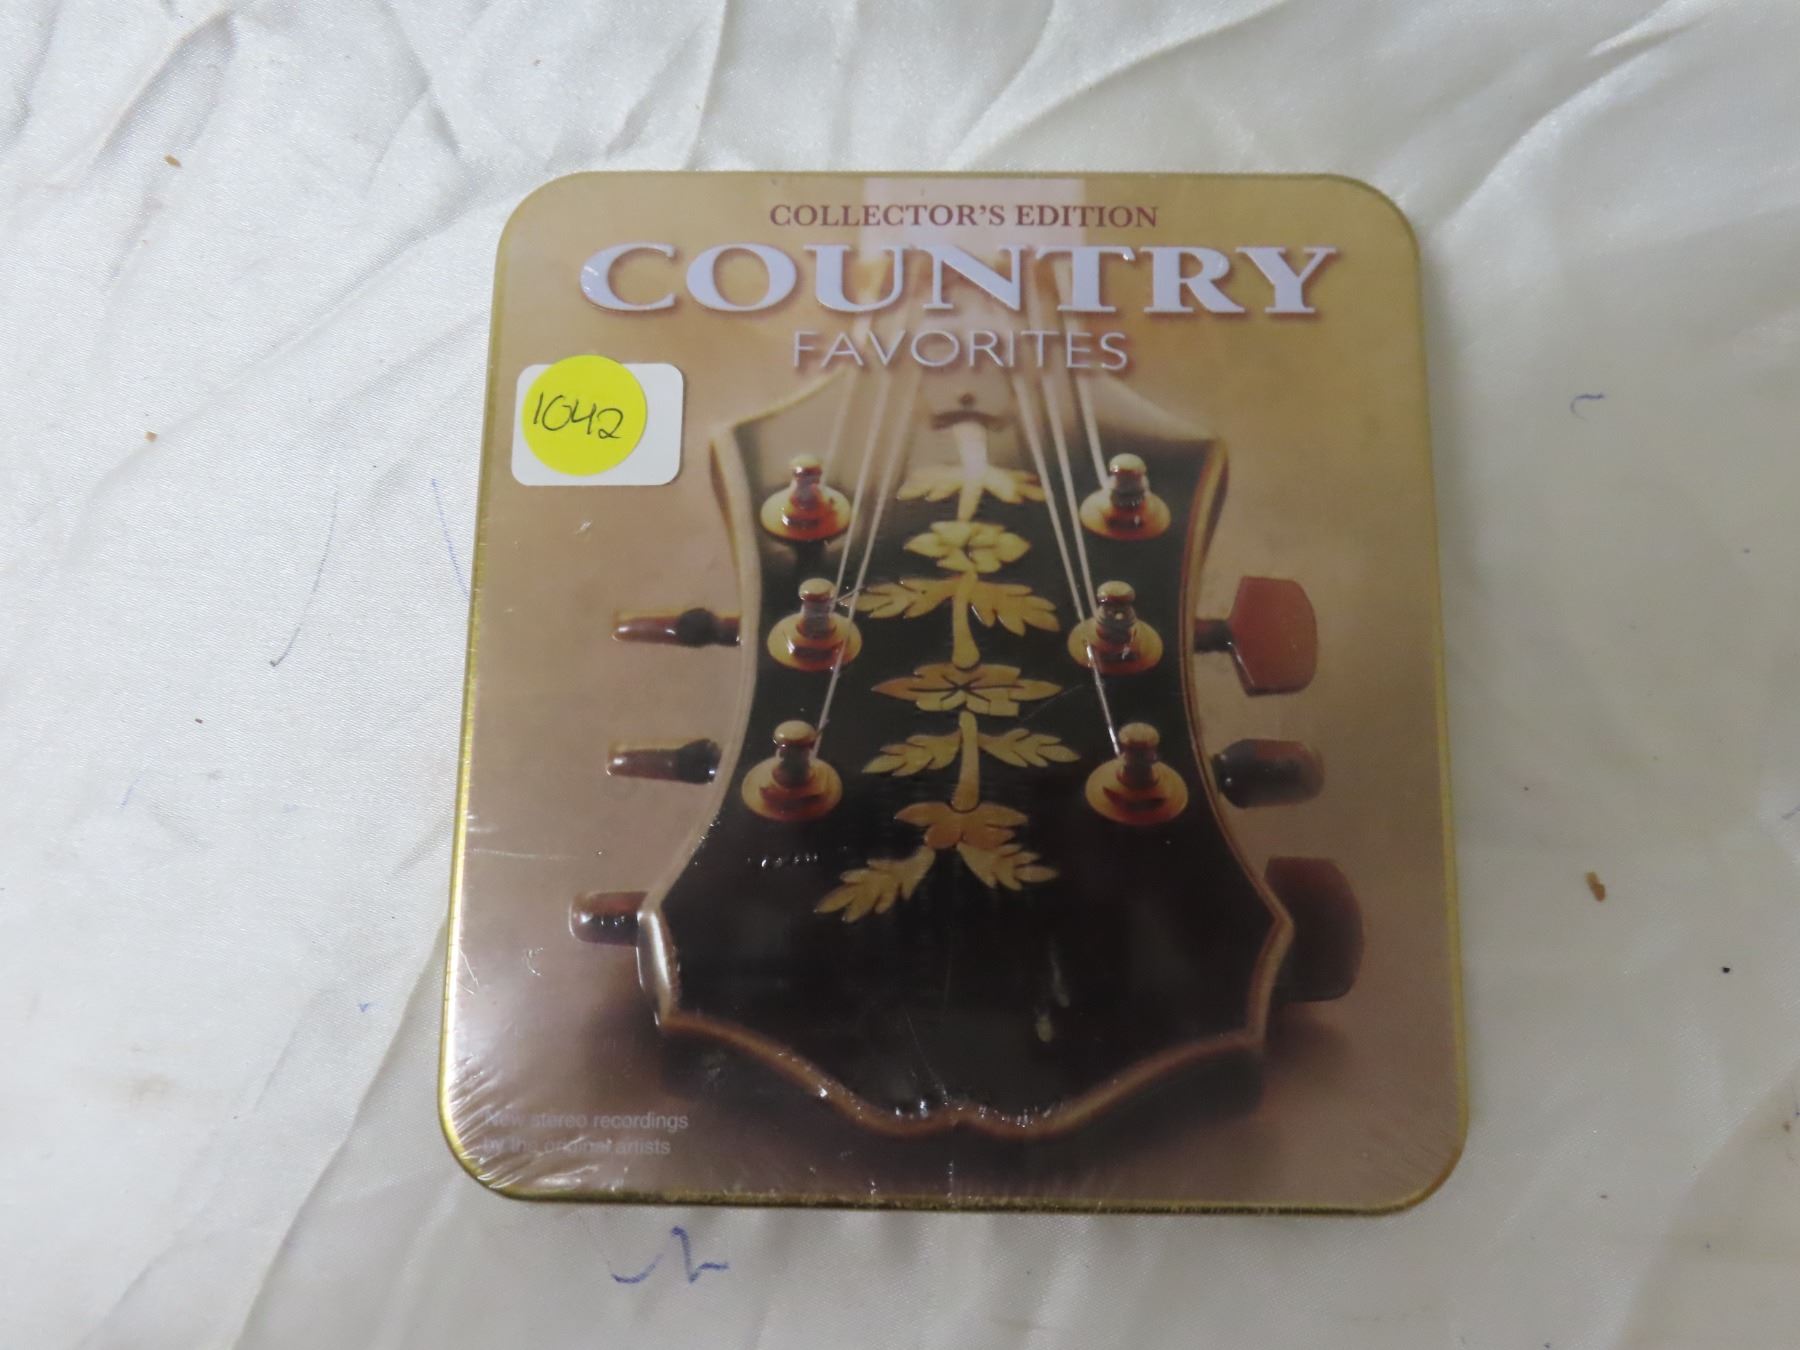 COLLECTOR'S EDITION
COUNTRY
FAVORITES
1042
New stereo recordings
by the original artists